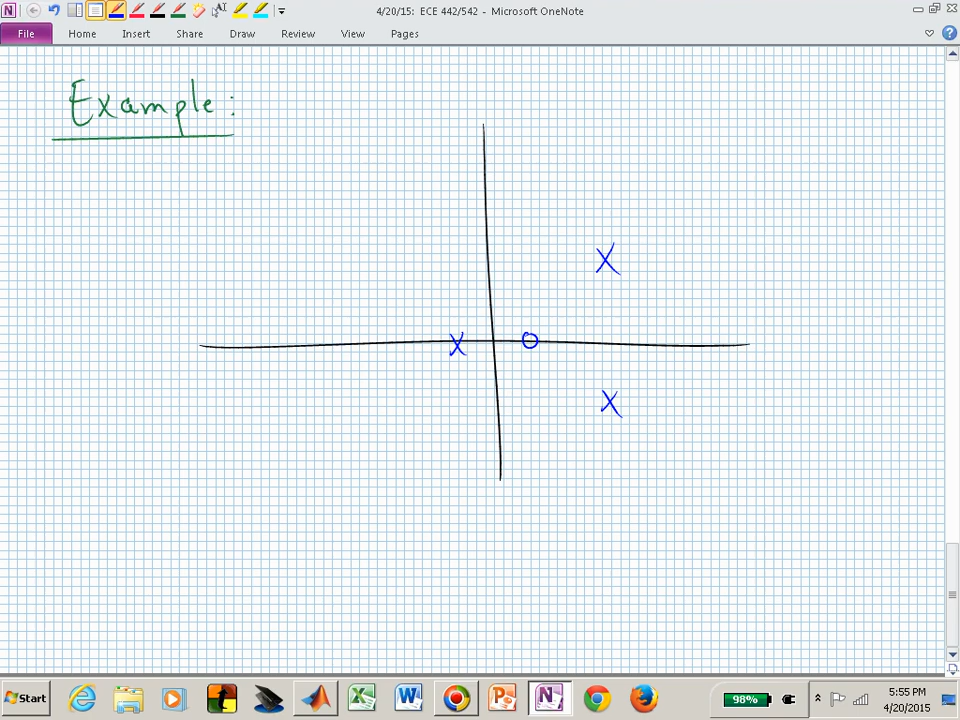 4/20/15: ECE 442/542 - Microsoft OneNote
File Home Insert Share Draw Review View Pages
Example:
X
X O
X
Start 98% 5:55 PM
4/20/2015